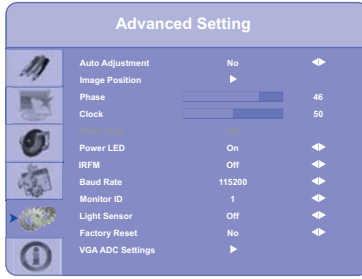 Advanced Setting
Auto Adjustment No
Image Position
Phase 46
Clock 50
Power LED On
IRFM Off
Baud Rate 115200
Monitor ID 1
Light Sensor Off
Factory Reset No
VGA ADC Settings